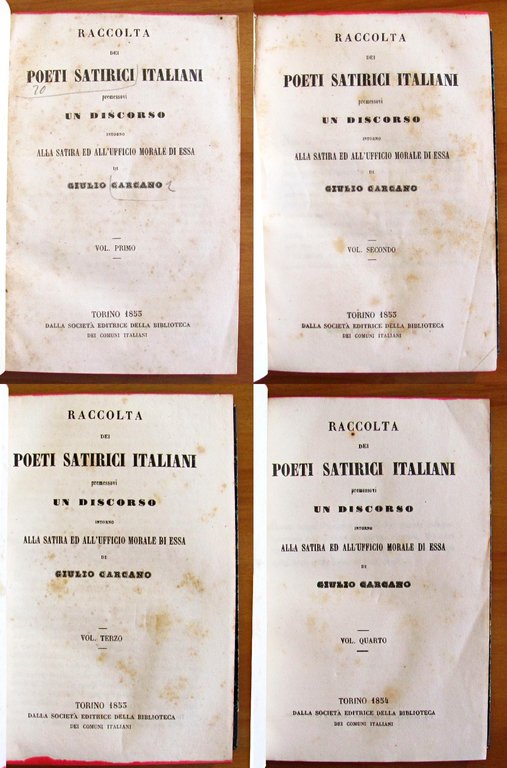 RACCOLTA
DEI
POETI SATIRICI ITALIANI
20
premessovi
UN DISCORSO
INTORNO
ALLA SATIRA ED ALL'UFFICIO MORALE DI ESSA
DI
GIULIO CARCANO
VOL. PRIMO
TORINO 1853
DALLA SOCIETÀ EDITRICE DELLA BIBLIOTECA
DEI COMUNI ITALIANI
RACCOLTA
DEI
POETI SATIRICI ITALIANI
premessovi
UN DISCORSO
INTORNO
ALLA SATIRA ED ALL'UFFICIO MORALE DI ESSA
DI
GIULIO CARCANO
VOL. SECONDO
TORINO 1853
DALLA SOCIETÀ EDITRICE DELLA BIBLIOTECA
DEI COMUNI ITALIANI
RACCOLTA
DEI
POETI SATIRICI ITALIANI
premessovi
UN DISCORSO
INTORNO
ALLA SATIRA ED ALL'UFFICIO MORALE DI ESSA
DI
GIULIO CARCANO
VOL. TERZO
TORINO 1853
DALLA SOCIETÀ EDITRICE DELLA BIBLIOTECA
DEI COMUNI ITALIANI
RACCOLTA
DEI
POETI SATIRICI ITALIANI
premessovi
UN DISCORSO
INTORNO
ALLA SATIRA ED ALL'UFFICIO MORALE DI ESSA
DI
GIULIO CARCANO
VOL. QUARTO
TORINO 1854
DALLA SOCIETÀ EDITRICE DELLA BIBLIOTECA
DEI COMUNI ITALIANI